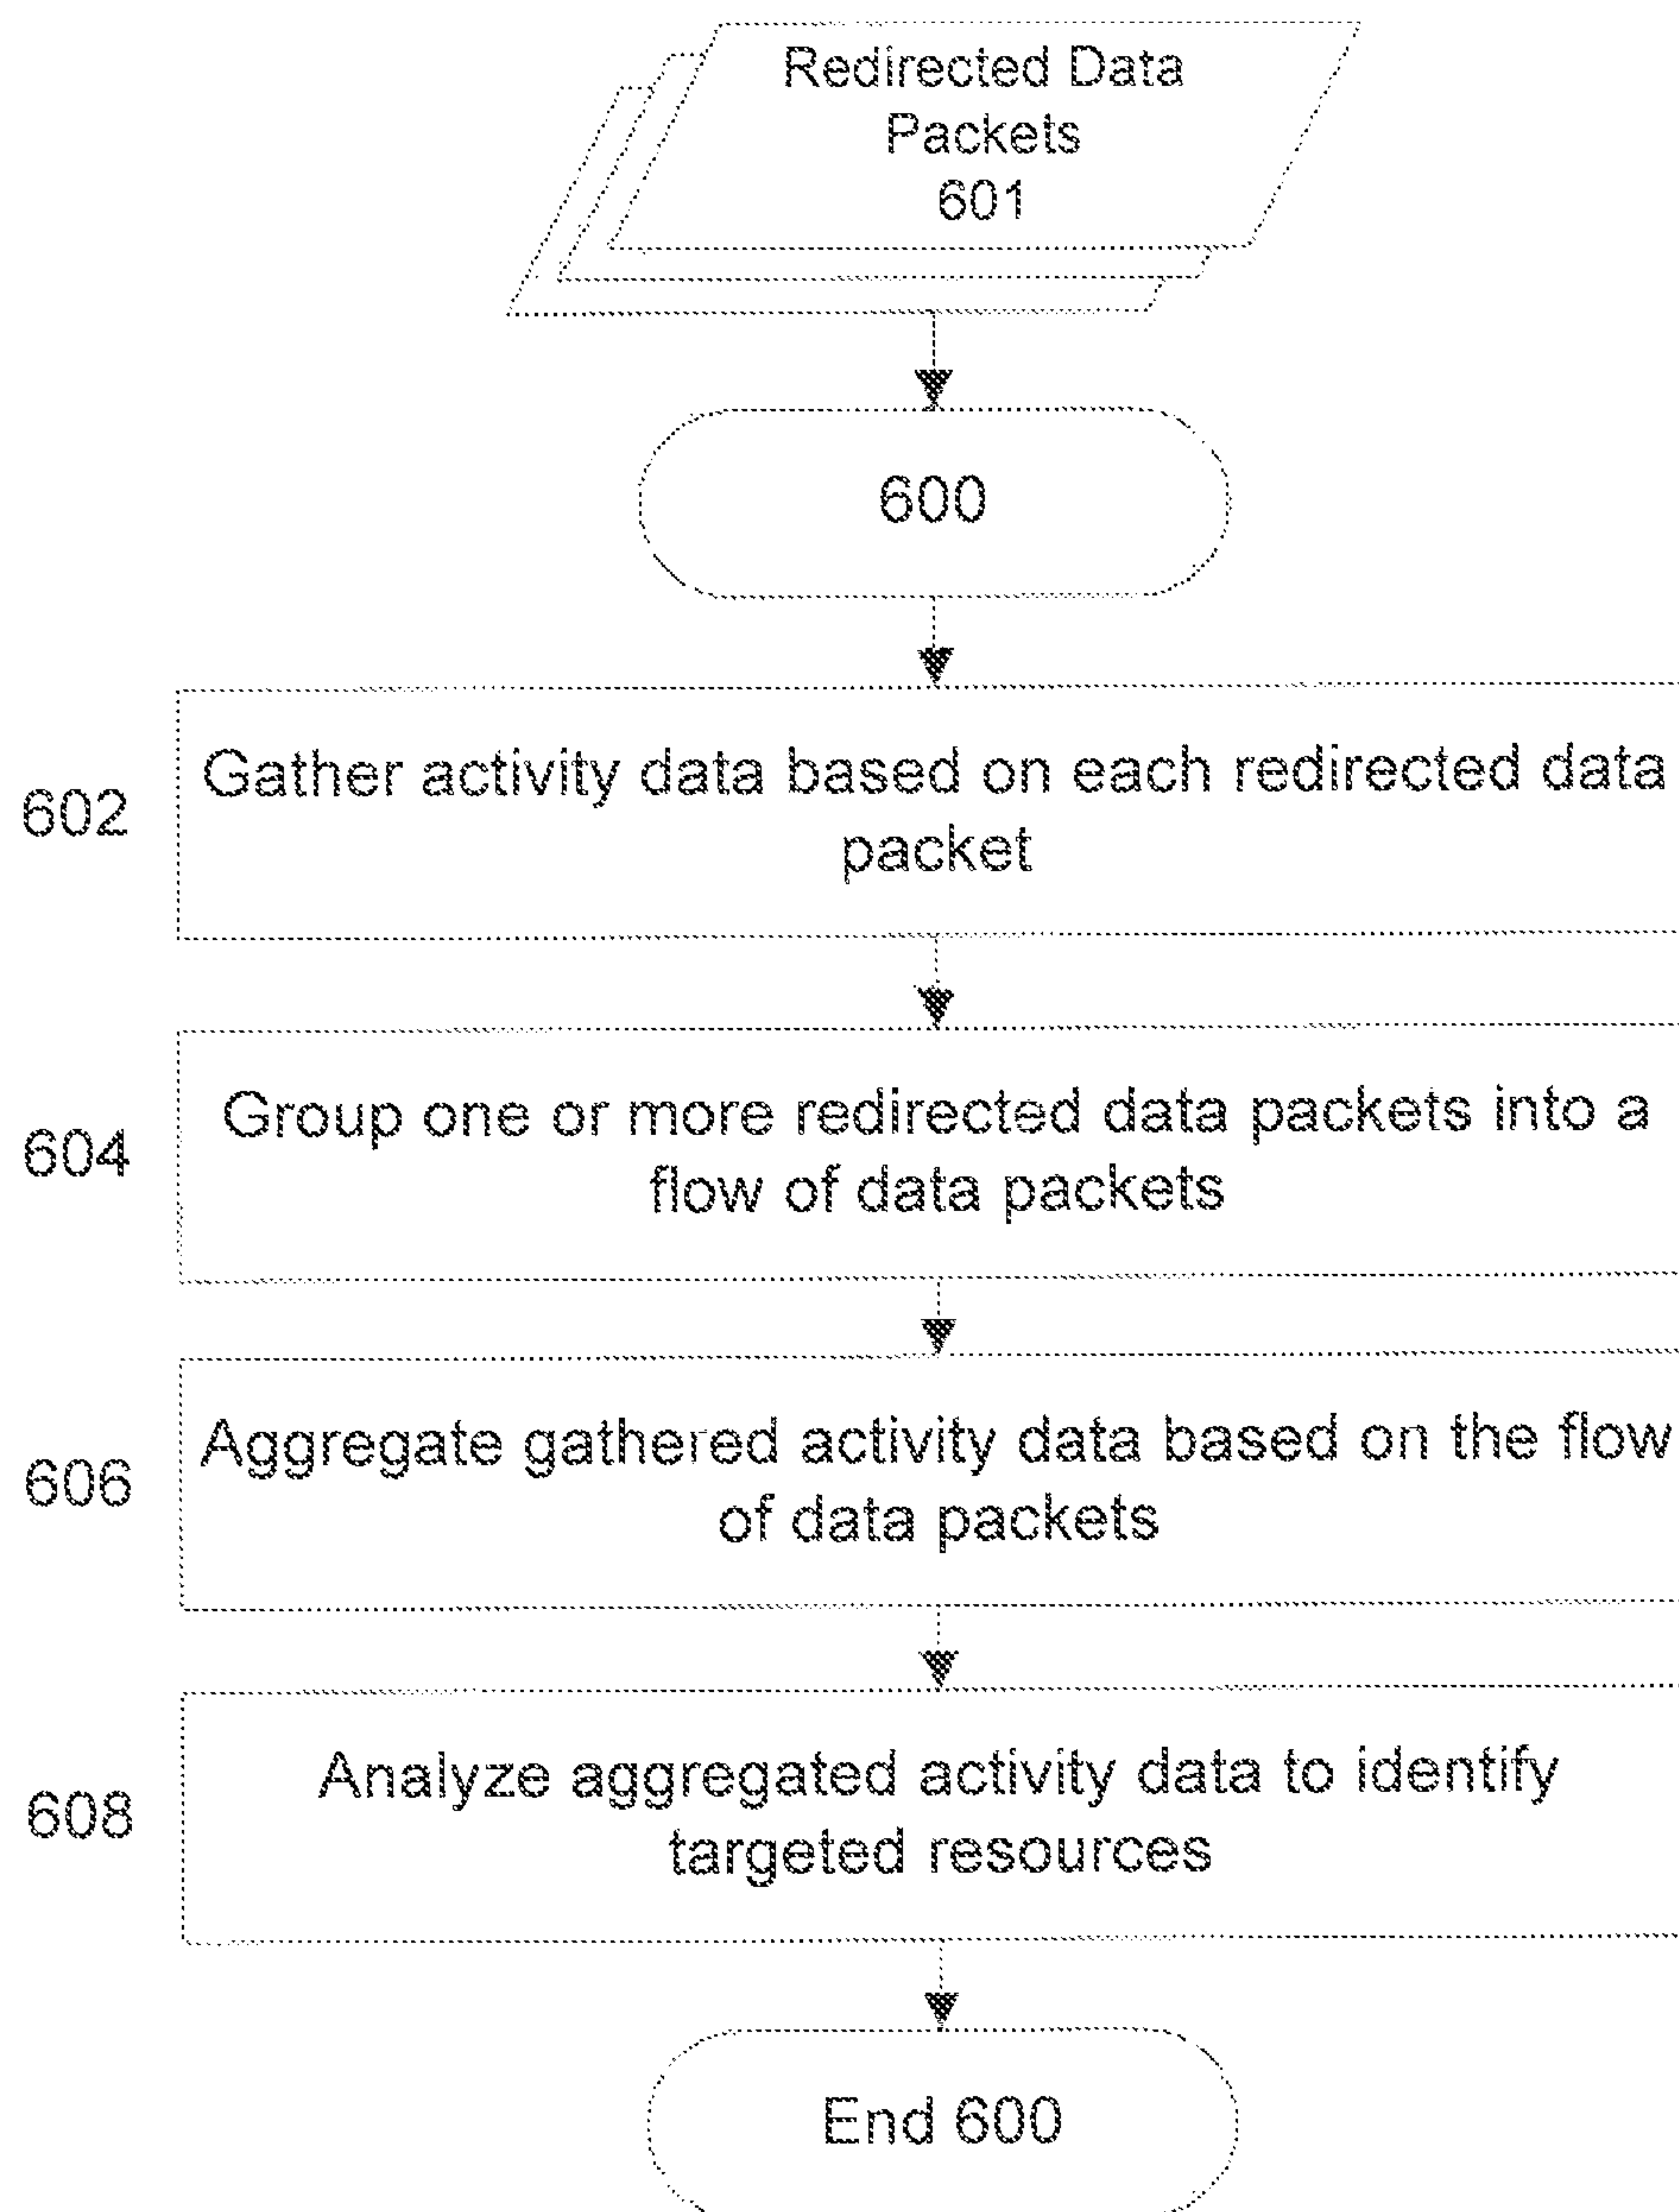 Redirected Data
Packets
601
600
602
Gather activity data based on each redirected data
packet
604
Group one or more redirected data packets into a
flow of data packets
606
Aggregate gathered activity data based on the flow
of data packets
608
Analyze aggregated activity data to identify
targeted resources
End 600